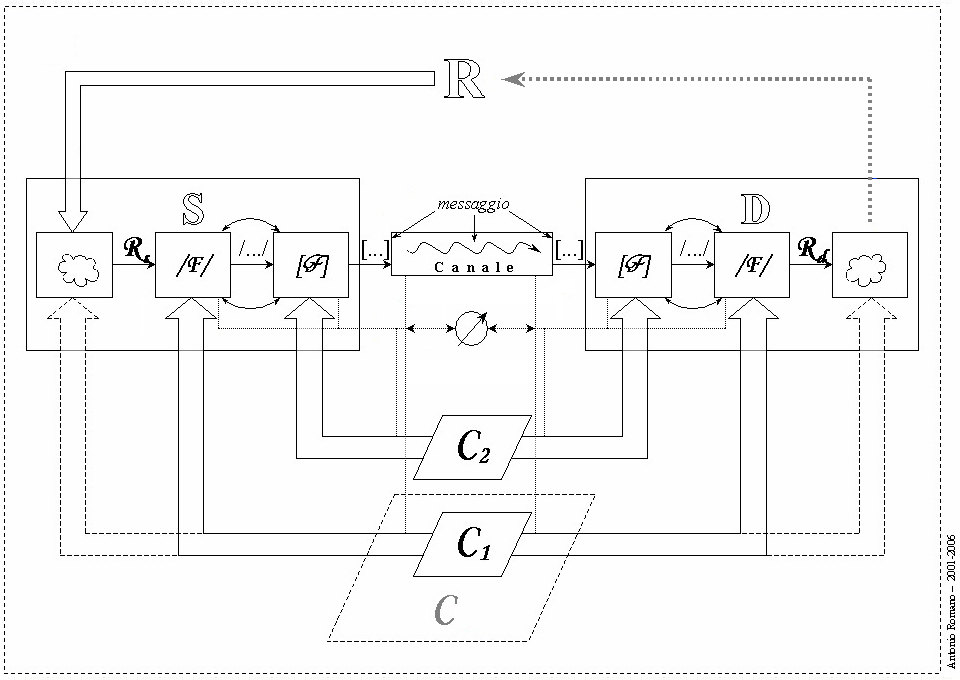 R
S
D
messaggio
Rs
/F/
/.../
[F]
[...]
Canale
[...]
[F]
/.../
/F/
Rd
C2
C1
C
Antonio Romano – 2001-2006